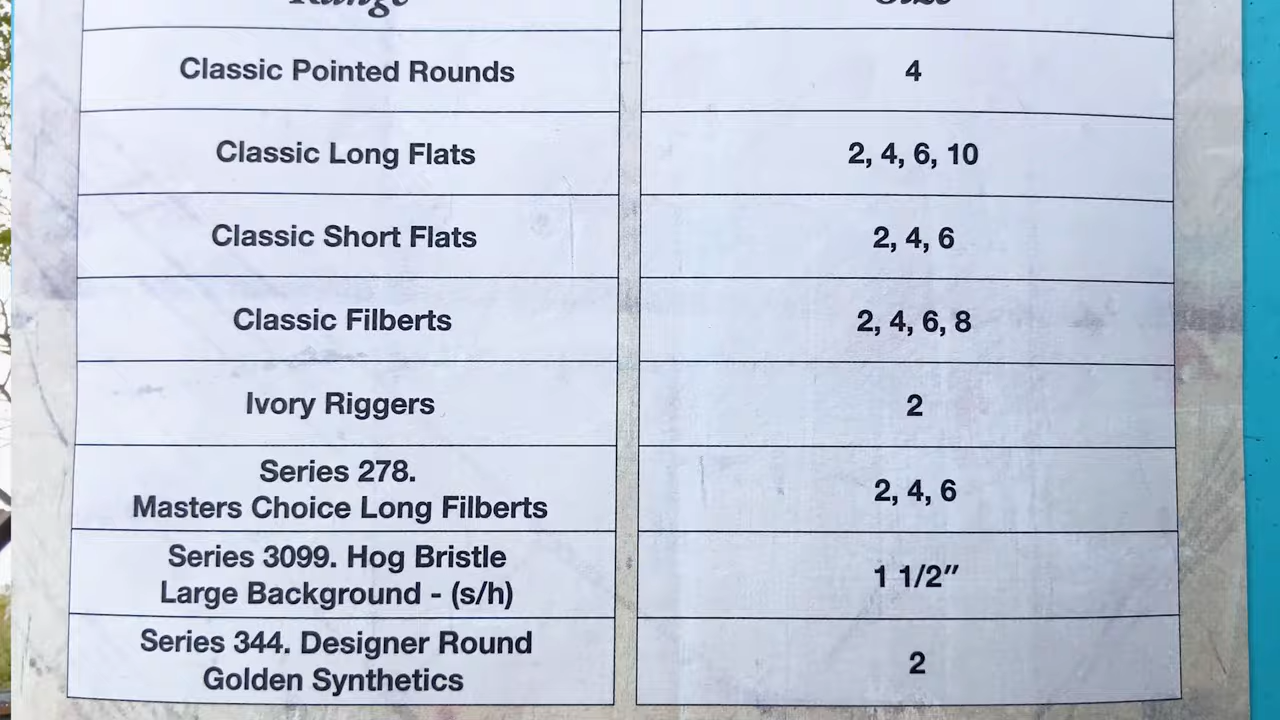 Range Size
Classic Pointed Rounds 4
Classic Long Flats 2, 4, 6, 10
Classic Short Flats 2, 4, 6
Classic Filberts 2, 4, 6, 8
Ivory Riggers 2
Series 278.
Masters Choice Long Filberts 2, 4, 6
Series 3099. Hog Bristle
Large Background - (s/h) 1 1/2”
Series 344. Designer Round
Golden Synthetics 2